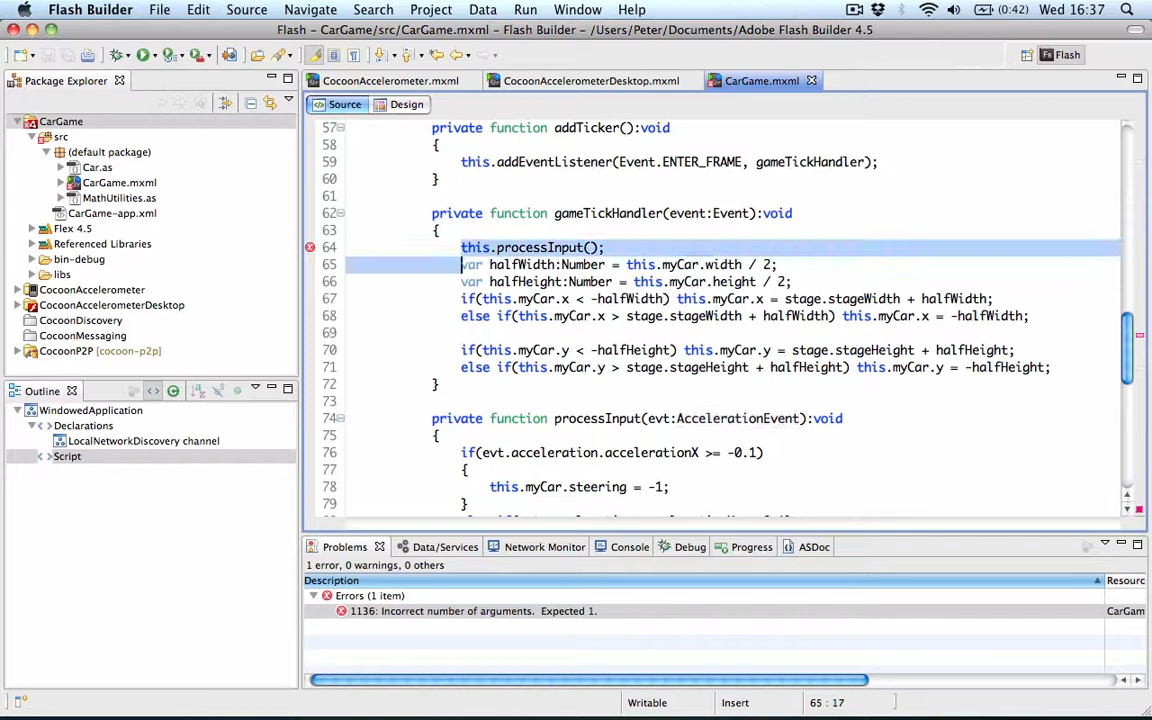 Flash Builder File Edit Source Navigate Search Project Data Run Window Help (0:42) Wed 16:37
Flash - CarGame/src/CarGame.mxml - Flash Builder - /Users/Peter/Documents/Adobe Flash Builder 4.5
Flash
Package Explorer
CocoonAccelerometer.mxml CocoonAccelerometerDesktop.mxml CarGame.mxml
Source Design
CarGame
src
(default package)
Car.as
CarGame.mxml
MathUtilities.as
CarGame-app.xml
Flex 4.5
Referenced Libraries
bin-debug
libs
CocoonAccelerometer
CocoonAccelerometerDesktop
CocoonDiscovery
CocoonMessaging
CocoonP2P [cocoon-p2p]
Outline
WindowedApplication
Declarations
LocalNetworkDiscovery channel
Script
57 private function addTicker():void
58 {
59 this.addEventListener(Event.ENTER_FRAME, gameTickHandler);
60 }
61
62 private function gameTickHandler(event:Event):void
63 {
64 this.processInput();
65 var halfWidth:Number = this.myCar.width / 2;
66 var halfHeight:Number = this.myCar.height / 2;
67 if(this.myCar.x < -halfWidth) this.myCar.x = stage.stageWidth + halfWidth;
68 else if(this.myCar.x > stage.stageWidth + halfWidth) this.myCar.x = -halfWidth;
69
70 if(this.myCar.y < -halfHeight) this.myCar.y = stage.stageHeight + halfHeight;
71 else if(this.myCar.y > stage.stageHeight + halfHeight) this.myCar.y = -halfHeight;
72 }
73
74 private function processInput(evt:AccelerationEvent):void
75 {
76 if(evt.acceleration.accelerationX >= -0.1)
77 {
78 this.myCar.steering = -1;
79 }
Problems Data/Services Network Monitor Console Debug Progress ASDoc
1 error, 0 warnings, 0 others
Description Resourc
Errors (1 item)
1136: Incorrect number of arguments. Expected 1. CarGam
Writable Insert 65 : 17